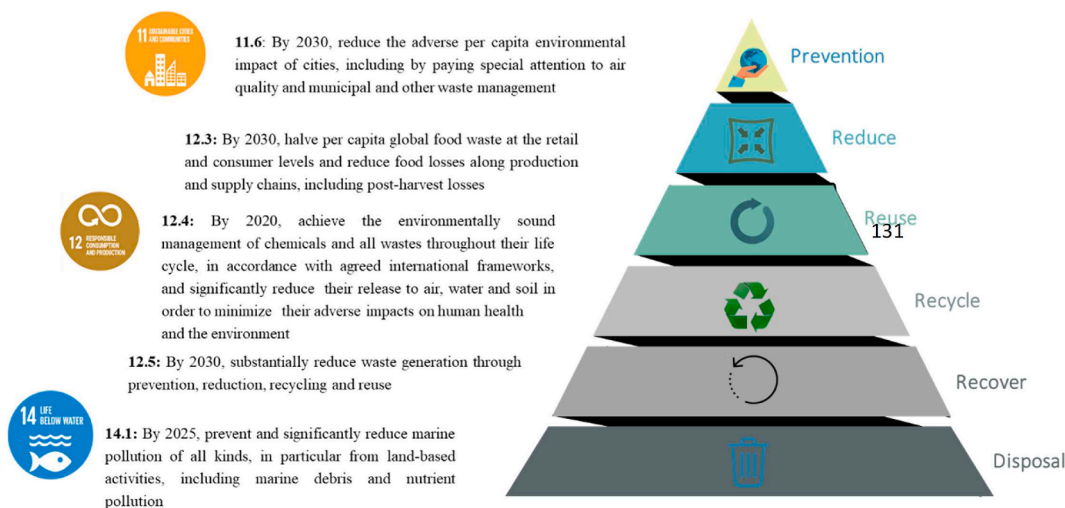 11 SUSTAINABLE CITIES
AND COMMUNITIES
11.6: By 2030, reduce the adverse per capita environmental
impact of cities, including by paying special attention to air
quality and municipal and other waste management
12.3: By 2030, halve per capita global food waste at the retail
and consumer levels and reduce food losses along production
and supply chains, including post-harvest losses
12 RESPONSIBLE
CONSUMPTION
AND PRODUCTION
12.4: By 2020, achieve the environmentally sound
management of chemicals and all wastes throughout their life
cycle, in accordance with agreed international frameworks,
and significantly reduce their release to air, water and soil in
order to minimize their adverse impacts on human health
and the environment
12.5: By 2030, substantially reduce waste generation through
prevention, reduction, recycling and reuse
14 LIFE
BELOW WATER
14.1: By 2025, prevent and significantly reduce marine
pollution of all kinds, in particular from land-based
activities, including marine debris and nutrient
pollution
Prevention
Reduce
Reuse
131
Recycle
Recover
Disposal